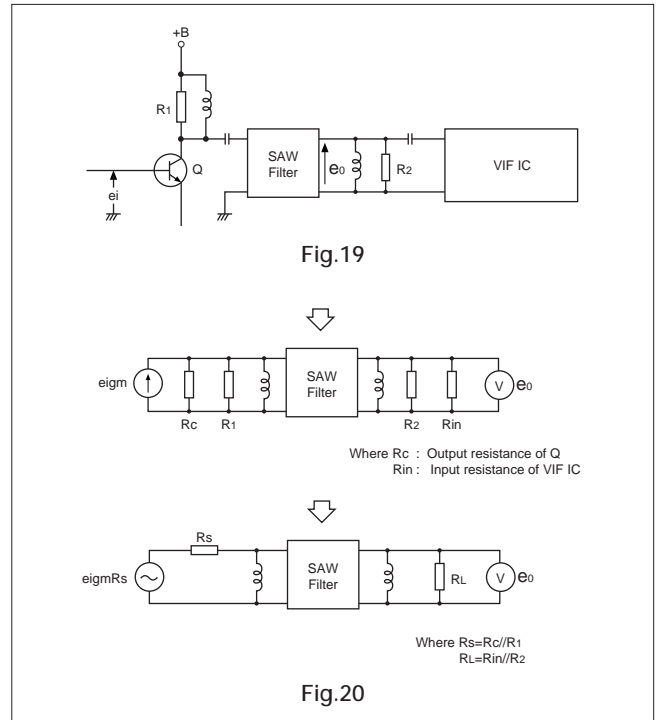 +B
R1
Q
ei
SAW
Filter
e0
R2
VIF IC
Fig.19
eigm
Rc
R1
SAW
Filter
R2
Rin
V
e0
Where Rc : Output resistance of Q
Rin : Input resistance of VIF IC
Rs
eigmRs
SAW
Filter
RL
V
e0
Where Rs=Rc//R1
RL=Rin//R2
Fig.20